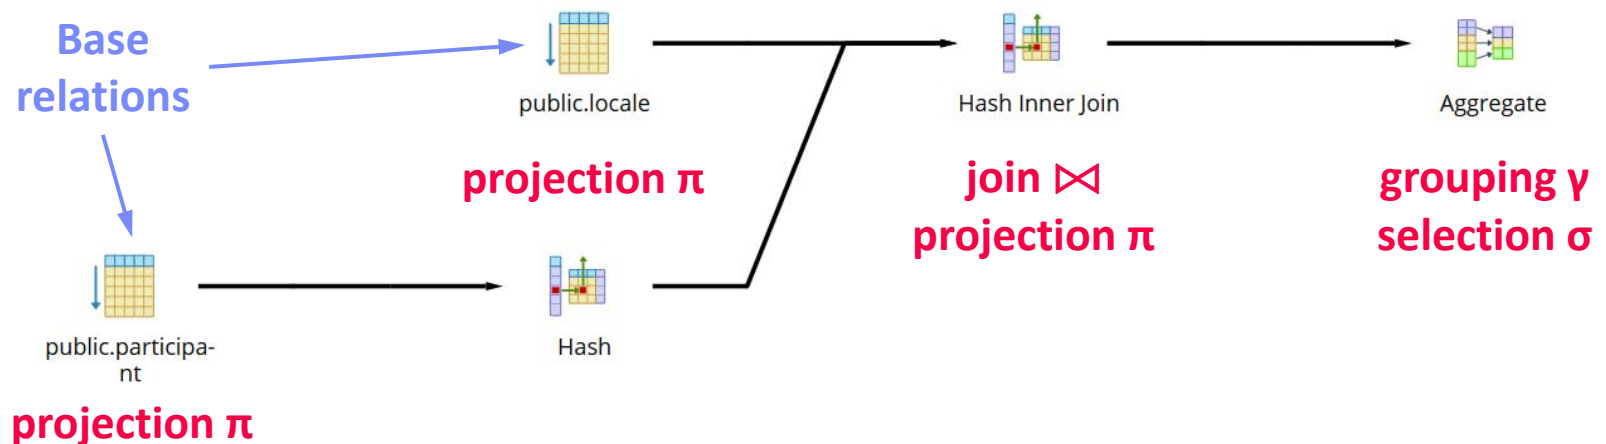 Base
relations
public.locale
Hash Inner Join
Aggregate
projection π
join ⋈
projection π
grouping γ
selection σ
public.participa-
nt
Hash
projection π